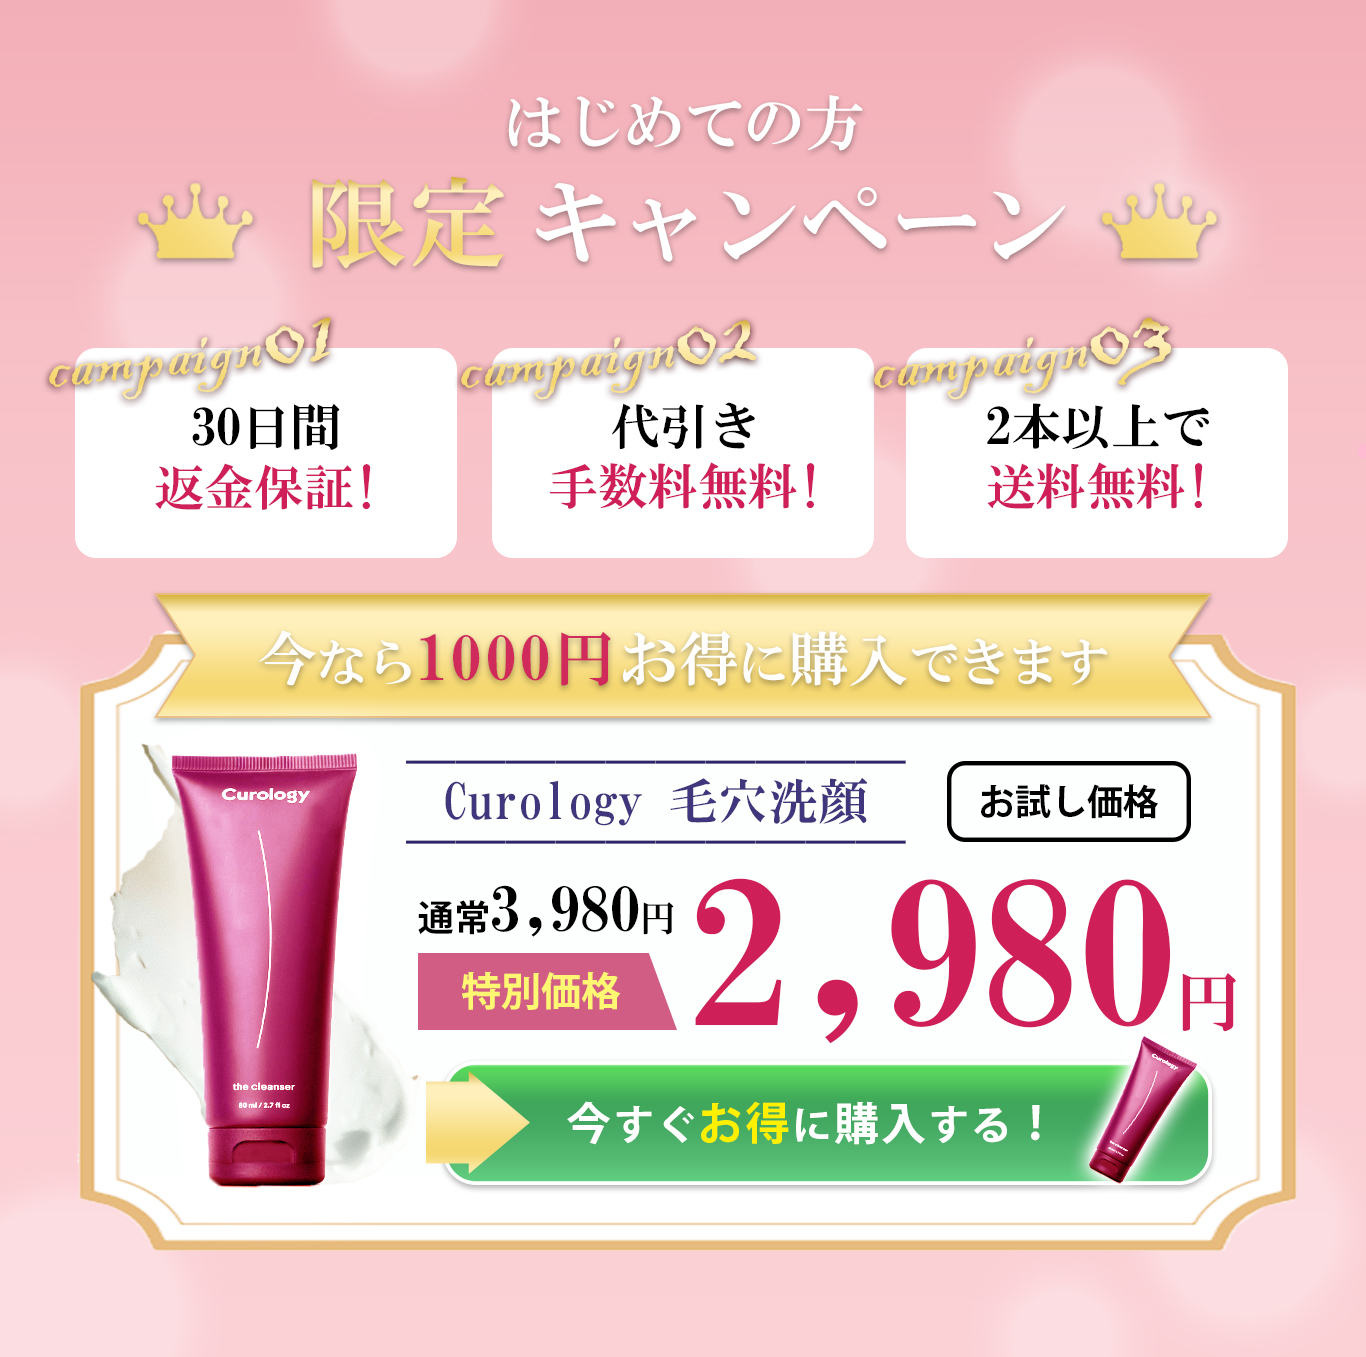 はじめての方
限定 キャンペーン
campaign01
30日間
返金保証!
campaign02
代引き
手数料無料!
campaign03
2本以上で
送料無料!
今なら1000円お得に購入できます
Curology
the cleanser
80 ml / 2.7 fl oz
Curology 毛穴洗顔
お試し価格
通常3,980円
特別価格
2,980円
今すぐお得に購入する！
Curology